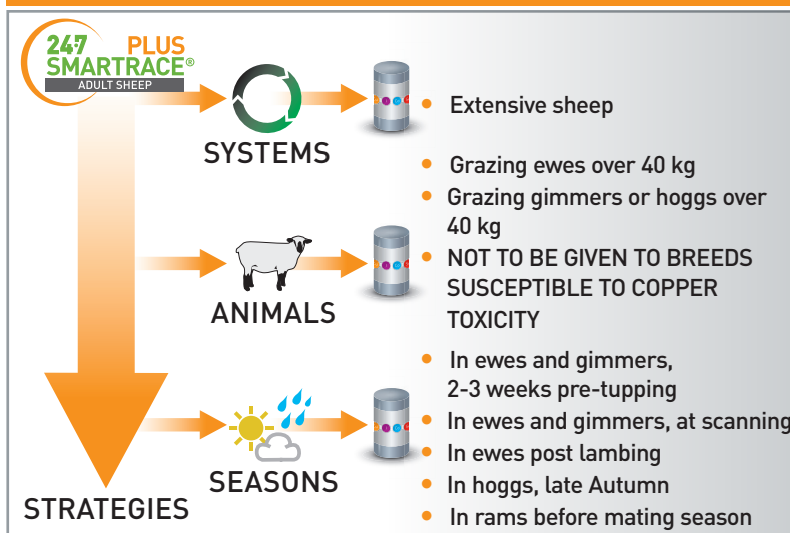 247 PLUS
SMARTRACE®
ADULT SHEEP
SYSTEMS
• Extensive sheep
ANIMALS
• Grazing ewes over 40 kg
• Grazing gimmers or hoggs over
40 kg
• NOT TO BE GIVEN TO BREEDS
SUSCEPTIBLE TO COPPER
TOXICITY
SEASONS
• In ewes and gimmers,
2-3 weeks pre-tupping
• In ewes and gimmers, at scanning
• In ewes post lambing
• In hoggs, late Autumn
• In rams before mating season
STRATEGIES